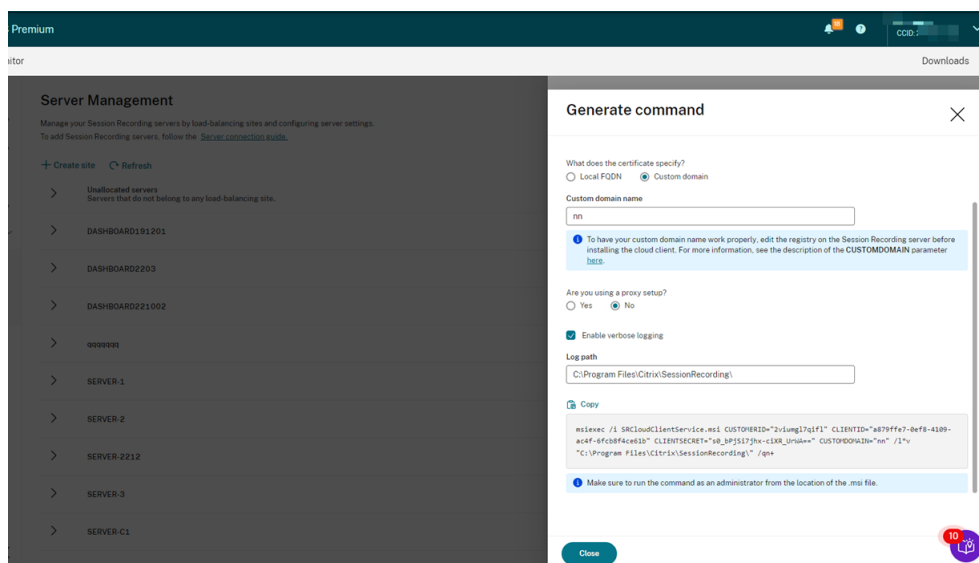 Premium
18
?
CCID:
nitor
Downloads
Server Management
Manage your Session Recording servers by load-balancing sites and configuring server settings.
To add Session Recording servers, follow the Server connection guide.
Create site
Refresh
Unallocated servers
Servers that do not belong to any load-balancing site.
DASHBOARD191201
DASHBOARD2203
DASHBOARD221002
qqqqqqq
SERVER-1
SERVER-2
SERVER-2212
SERVER-3
SERVER-C1
Generate command
What does the certificate specify?
Local FQDN
Custom domain
Custom domain name
nn
To have your custom domain name work properly, edit the registry on the Session Recording server before
installing the cloud client. For more information, see the description of the CUSTOMDOMAIN parameter
here.
Are you using a proxy setup?
Yes
No
Enable verbose logging
Log path
C:\Program Files\Citrix\SessionRecording\
Copy
msiexec /i SRCloudClientService.msi CUSTOMERID="2viumgl7qifl" CLIENTID="a879ffe7-0ef8-4109-
ac4f-6fcb8f4ce61b" CLIENTSECRET="s0_bPjSi7jhx-ciXR_UrWA==" CUSTOMDOMAIN="nn" /l*v
"C:\Program Files\Citrix\SessionRecording\" /qn+
Make sure to run the command as an administrator from the location of the .msi file.
Close
10